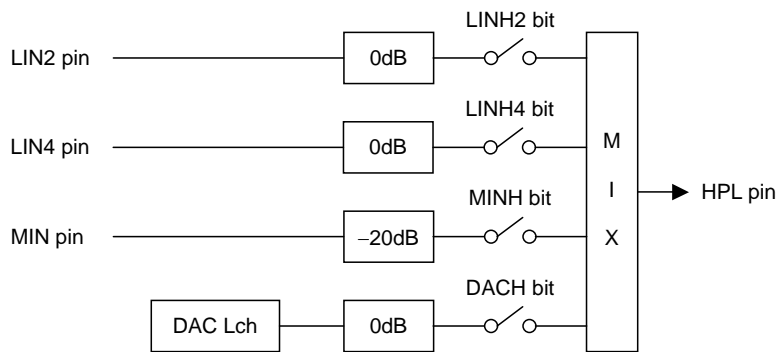 LINH2 bit
LIN2 pin
0dB
LINH4 bit
LIN4 pin
0dB
MINH bit
MIN pin
−20dB
DACH bit
DAC Lch
0dB
M
I
X
HPL pin